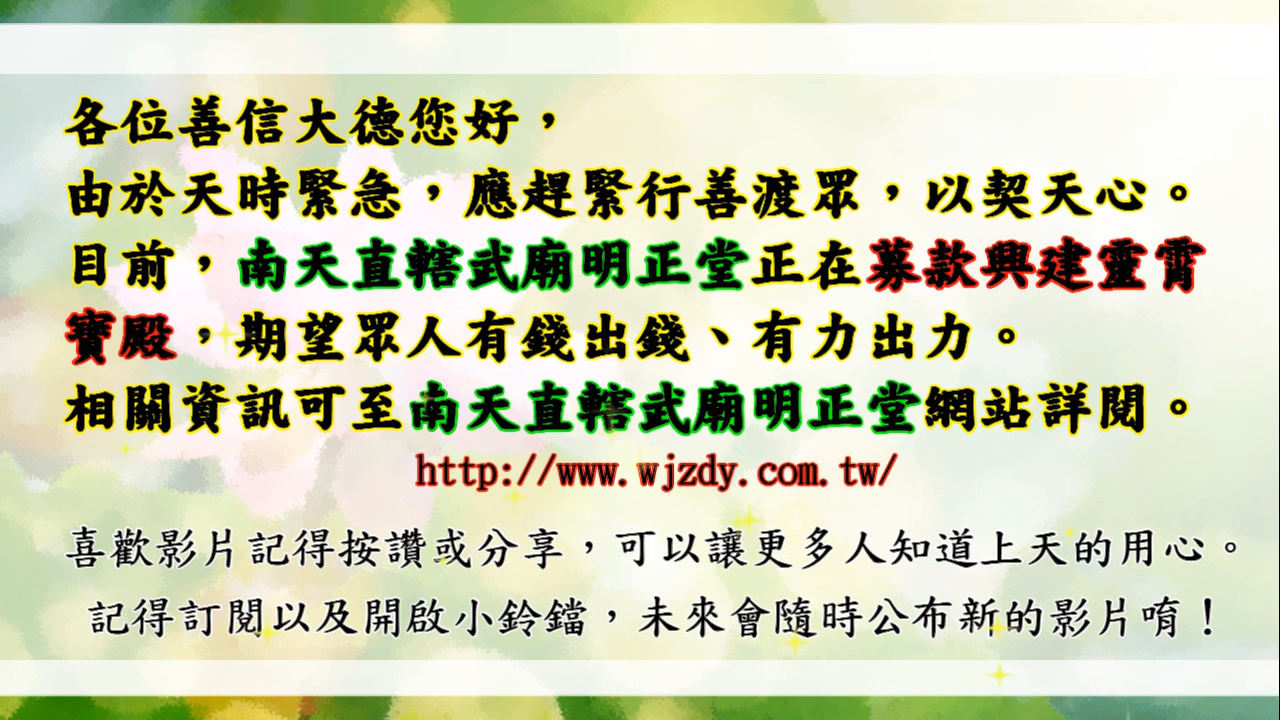 各位善信大德您好，
由於天時緊急，應趕緊行善渡眾，以契天心。
目前，南天直轄武廟明正堂正在募款興建靈霄
寶殿，期望眾人有錢出錢、有力出力。
相關資訊可至南天直轄武廟明正堂網站詳閱。
http://www.wjzdy.com.tw/
喜歡影片記得按讚或分享，可以讓更多人知道上天的用心。
記得訂閱以及開啟小鈴鐺，未來會隨時公布新的影片唷！